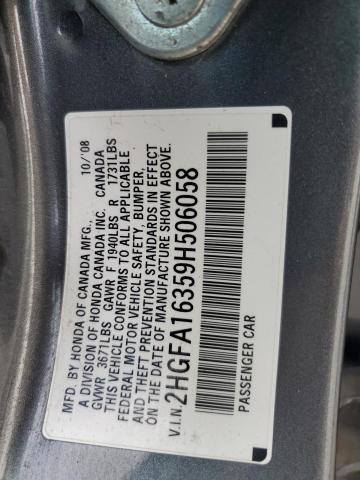 MFD. BY HONDA OF CANADA MFG., 10/'08
A DIVISION OF HONDA CANADA INC. CANADA
GVWR 3671LBS GAWR F 1940LBS R 1731LBS
THIS VEHICLE CONFORMS TO ALL APPLICABLE
FEDERAL MOTOR VEHICLE SAFETY, BUMPER,
AND THEFT PREVENTION STANDARDS IN EFFECT
ON THE DATE OF MANUFACTURE SHOWN ABOVE.
V.I.N. 2HGFA16359H506058
PASSENGER CAR